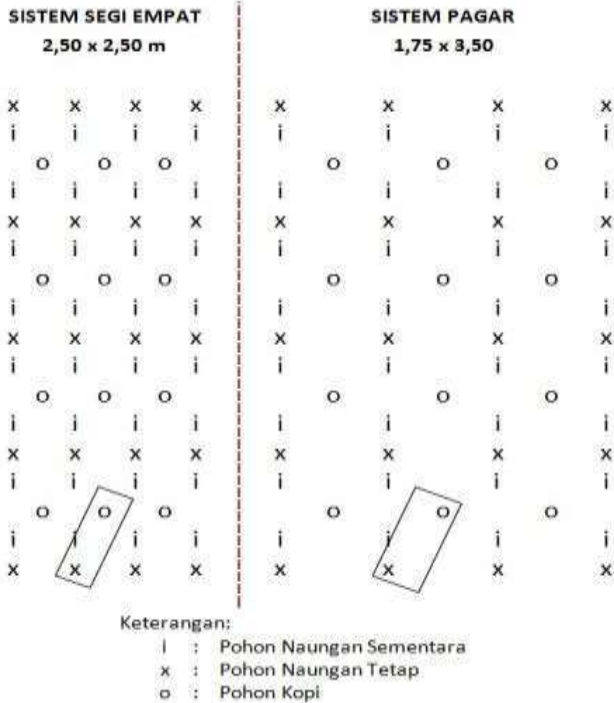 SISTEM SEGI EMPAT
2,50 x 2,50 m
x x x x
i i i i
o o o
i i i i
x x x x
i i i i
o o o
i i i i
x x x x
i i i i
o o o
i i i i
x x x x
i i i i
o o o
i i i i
x x x x
SISTEM PAGAR
1,75 x 3,50
x x x x
i i i i
o o o
i i i i
x x x x
i i i i
o o o
i i i i
x x x x
i i i i
o o o
i i i i
x x x x
i i i i
o o o
i i i i
x x x x
Keterangan:
i : Pohon Naungan Sementara
x : Pohon Naungan Tetap
o : Pohon Kopi